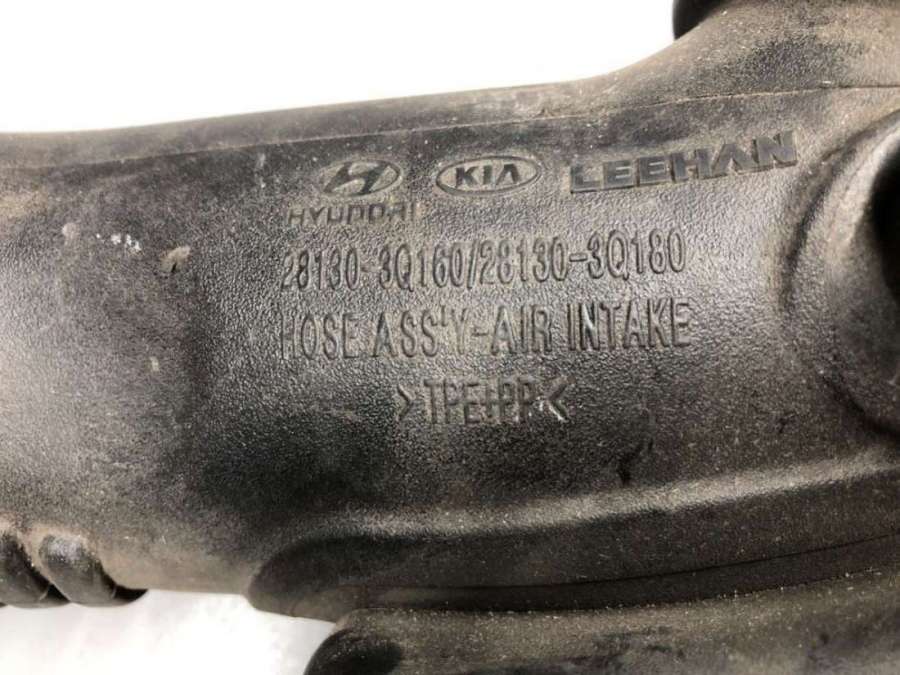 KIA LEEHAN
HYUNDAI
28130-3Q160/28130-3Q180
HOSE ASS'Y-AIR INTAKE
>TPE+PP<